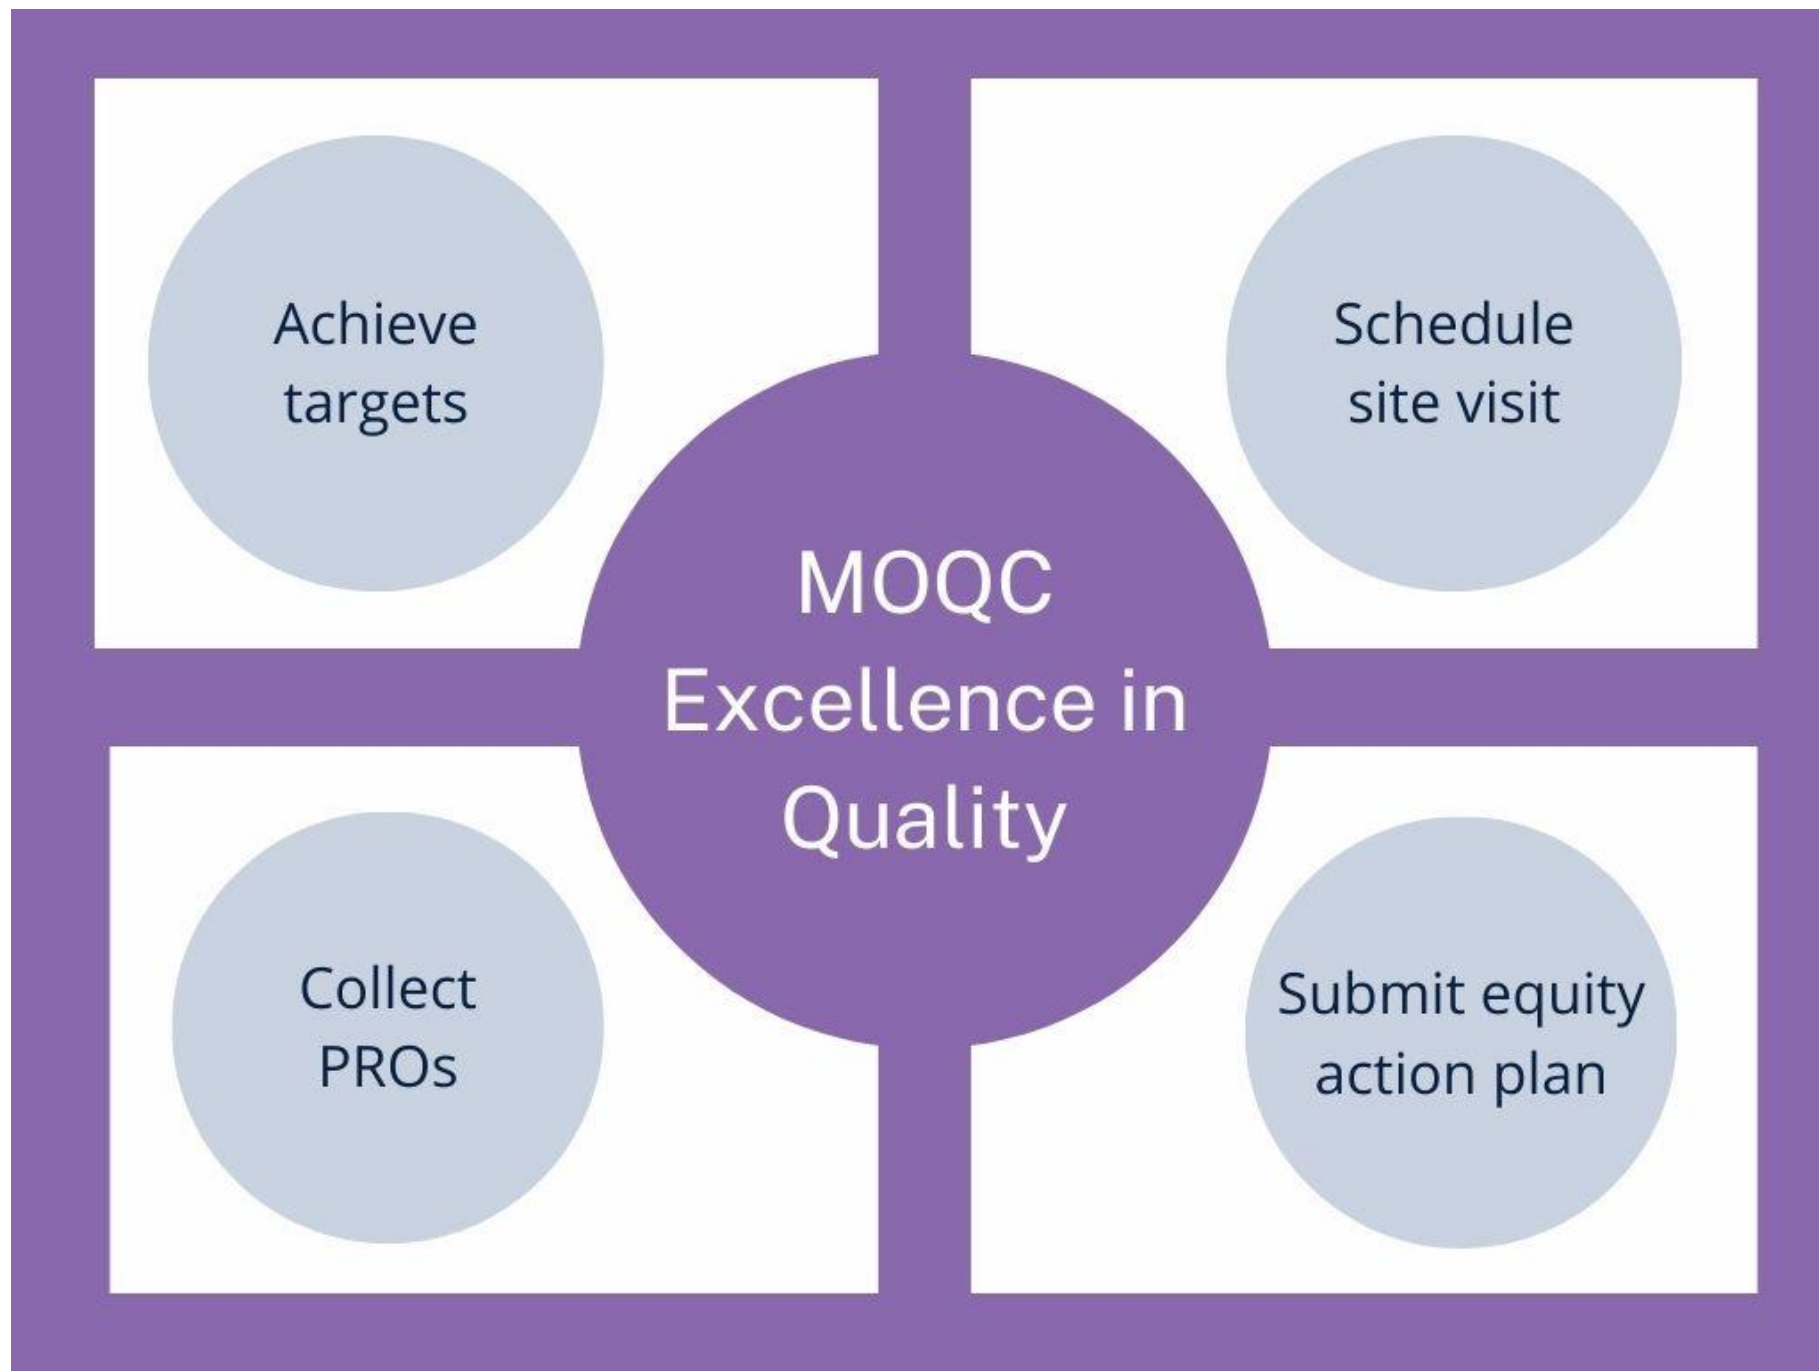 Achieve
targets
Schedule
site visit
MOQC
Excellence in
Quality
Collect
PROs
Submit equity
action plan